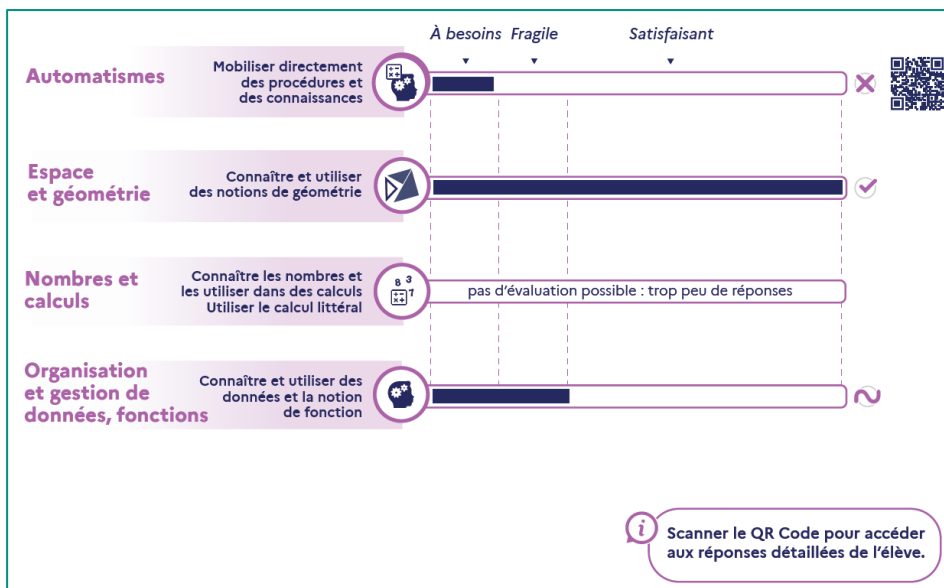 À besoins Fragile Satisfaisant
Automatismes
Mobiliser directement
des procédures et
des connaissances
Espace
et géométrie
Connaître et utiliser
des notions de géométrie
Nombres et
calculs
Connaître les nombres et
les utiliser dans des calculs
Utiliser le calcul littéral
8 3
7
pas d'évaluation possible : trop peu de réponses
Organisation
et gestion de
données, fonctions
Connaître et utiliser des
données et la notion
de fonction
i
Scanner le QR Code pour accéder
aux réponses détaillées de l'élève.